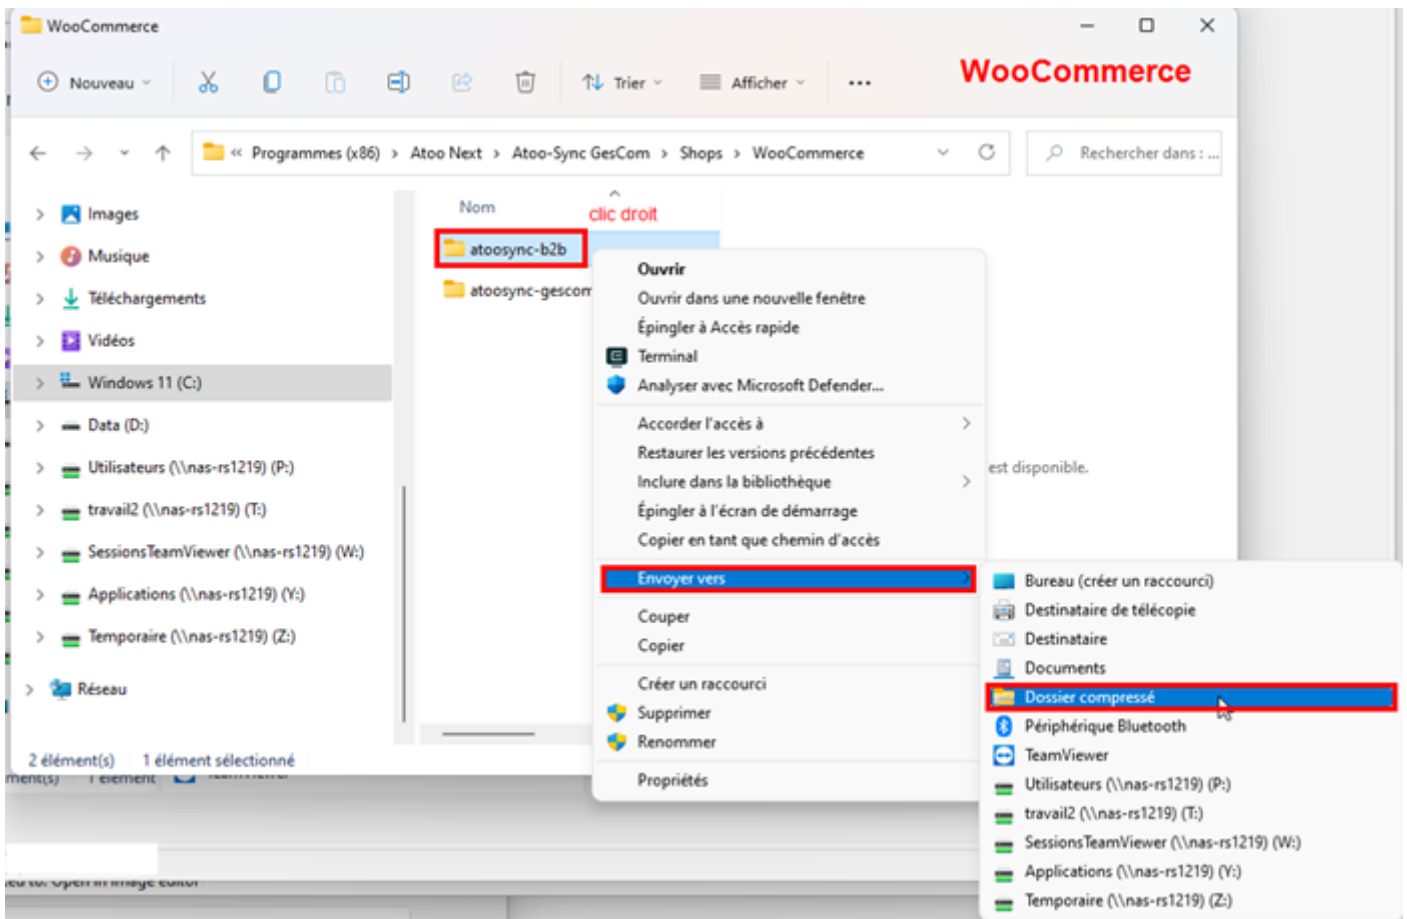 WooCommerce
Nouveau
Trier
Afficher
WooCommerce
« Programmes (x86) > Atoo Next > Atoo-Sync GesCom > Shops > WooCommerce
Rechercher dans : ...
Images
Musique
Téléchargements
Vidéos
Windows 11 (C:)
Data (D:)
Utilisateurs (\\nas-rs1219) (P:)
travail2 (\\nas-rs1219) (T:)
SessionsTeamViewer (\\nas-rs1219) (W:)
Applications (\\nas-rs1219) (Y:)
Temporaire (\\nas-rs1219) (Z:)
Réseau
Nom
clic droit
atoosync-b2b
atoosync-gescom
est disponible.
Ouvrir
Ouvrir dans une nouvelle fenêtre
Épingler à Accès rapide
Terminal
Analyser avec Microsoft Defender...
Accorder l'accès à
Restaurer les versions précédentes
Inclure dans la bibliothèque
Épingler à l'écran de démarrage
Copier en tant que chemin d'accès
Envoyer vers
Couper
Copier
Créer un raccourci
Supprimer
Renommer
Propriétés
Bureau (créer un raccourci)
Destinataire de télécopie
Destinataire
Documents
Dossier compressé
Périphérique Bluetooth
TeamViewer
Utilisateurs (\\nas-rs1219) (P:)
travail2 (\\nas-rs1219) (T:)
SessionsTeamViewer (\\nas-rs1219) (W:)
Applications (\\nas-rs1219) (Y:)
Temporaire (\\nas-rs1219) (Z:)
2 élément(s) 1 élément sélectionné